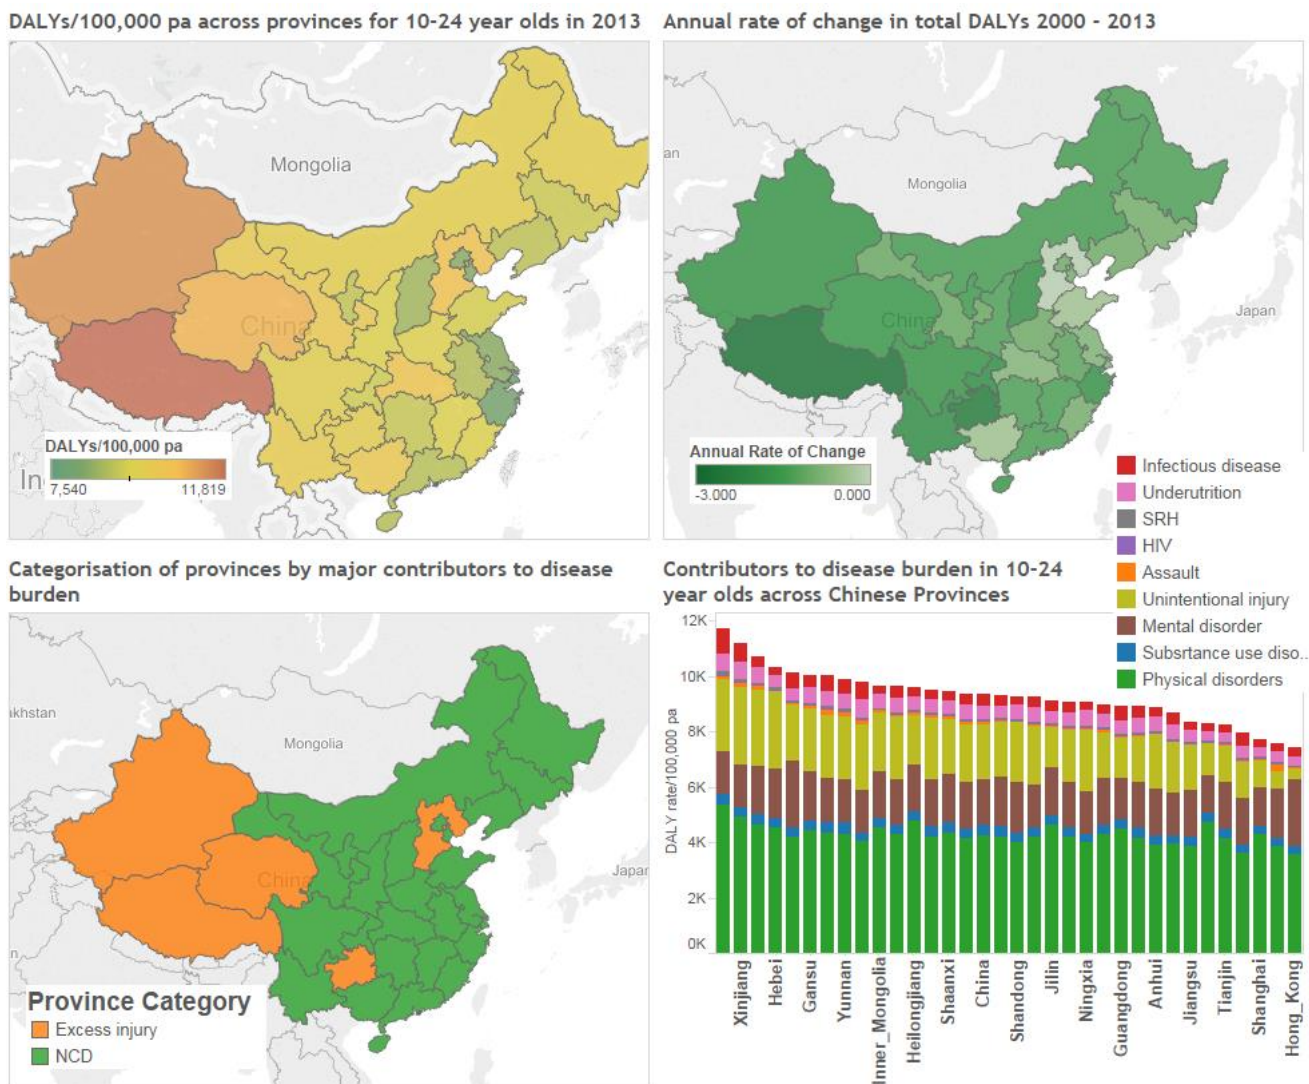 DALYs/100,000 pa across provinces for 10-24 year olds in 2013
Mongolia
China
DALYs/100,000 pa
7,540
11,819
In
Annual rate of change in total DALYs 2000 - 2013
an
Mongolia
China
Japan
Annual Rate of Change
-3.000
0.000
Infectious disease
Underutrition
SRH
HIV
Assault
Unintentional injury
Mental disorder
Subsrtance use diso..
Physical disorders
Categorisation of provinces by major contributors to disease
burden
akhstan
Mongolia
China
Japar
n
Province Category
Excess injury
NCD
Contributors to disease burden in 10-24
year olds across Chinese Provinces
DALY rate/100,000 pa
12K
10K
8K
6K
4K
2K
0K
Xinjiang
Hebei
Gansu
Yunnan
Inner_Mongolia
Heilongjiang
Shaanxi
China
Shandong
Jilin
Ningxia
Guangdong
Anhui
Jiangsu
Tianjin
Shanghai
Hong_Kong